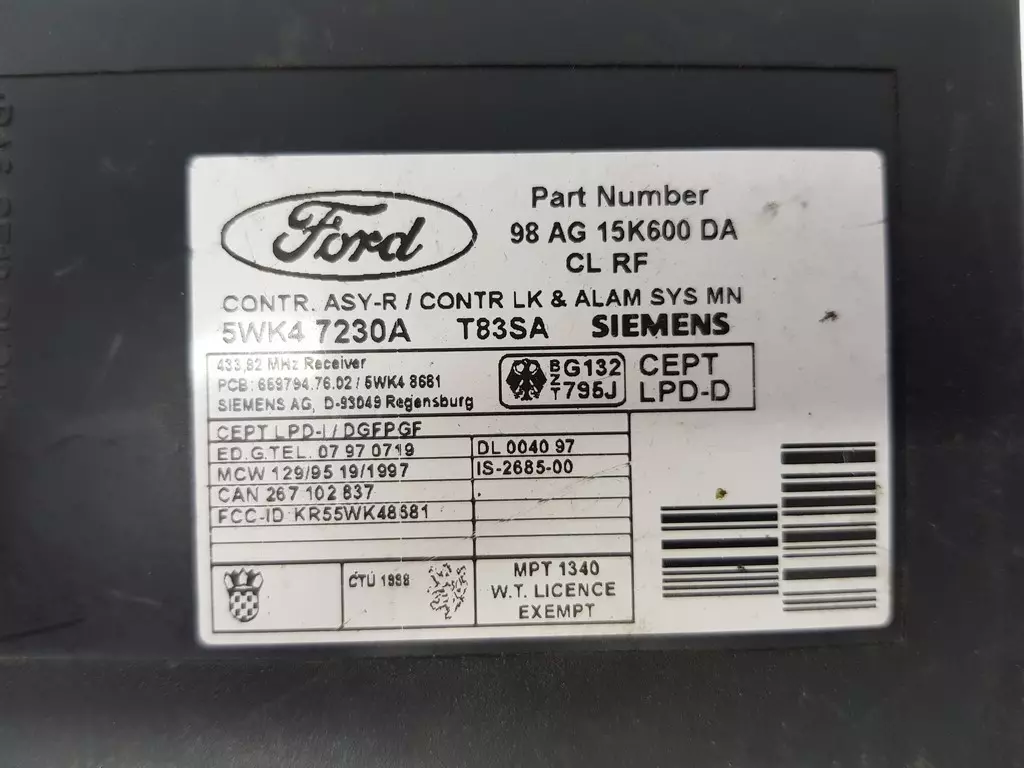 Ford
Part Number
98 AG 15K600 DA
CL RF
CONTR. ASY-R / CONTR LK & ALAM SYS MN
5WK4 7230A T83SA SIEMENS
433,92 MHz Receiver
PCB: 659794.76.02 / 5WK4 8681
SIEMENS AG, D-93049 Regensburg
BZT
G132
795J
CEPT
LPD-D
CEPT LPD-I / DGFPGF
ED.G.TEL. 07 97 0719
DL 0040 97
MCW 129/95 19/1997
IS-2685-00
CAN 267 102 837
FCC-ID KR55WK48681
CTU 1998
MPT 1340
W.T. LICENCE
EXEMPT